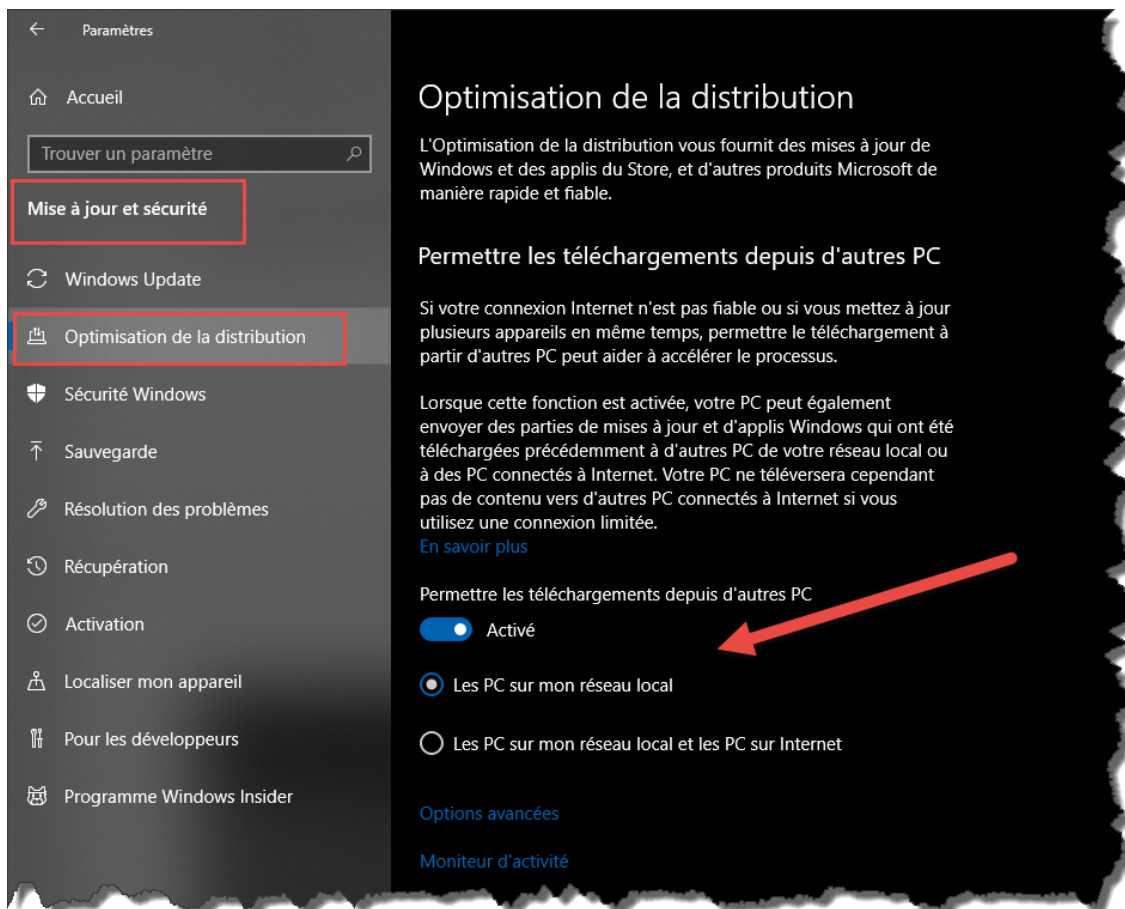 Paramètres
Accueil
Trouver un paramètre
Mise à jour et sécurité
Windows Update
Optimisation de la distribution
Sécurité Windows
Sauvegarde
Résolution des problèmes
Récupération
Activation
Localiser mon appareil
Pour les développeurs
Programme Windows Insider
Optimisation de la distribution
L'Optimisation de la distribution vous fournit des mises à jour de
Windows et des applis du Store, et d'autres produits Microsoft de
manière rapide et fiable.
Permettre les téléchargements depuis d'autres PC
Si votre connexion Internet n'est pas fiable ou si vous mettez à jour
plusieurs appareils en même temps, permettre le téléchargement à
partir d'autres PC peut aider à accélérer le processus.
Lorsque cette fonction est activée, votre PC peut également
envoyer des parties de mises à jour et d'applis Windows qui ont été
téléchargées précédemment à d'autres PC de votre réseau local ou
à des PC connectés à Internet. Votre PC ne téléversera cependant
pas de contenu vers d'autres PC connectés à Internet si vous
utilisez une connexion limitée.
En savoir plus
Permettre les téléchargements depuis d'autres PC
Activé
Les PC sur mon réseau local
Les PC sur mon réseau local et les PC sur Internet
Options avancées
Moniteur d'activité